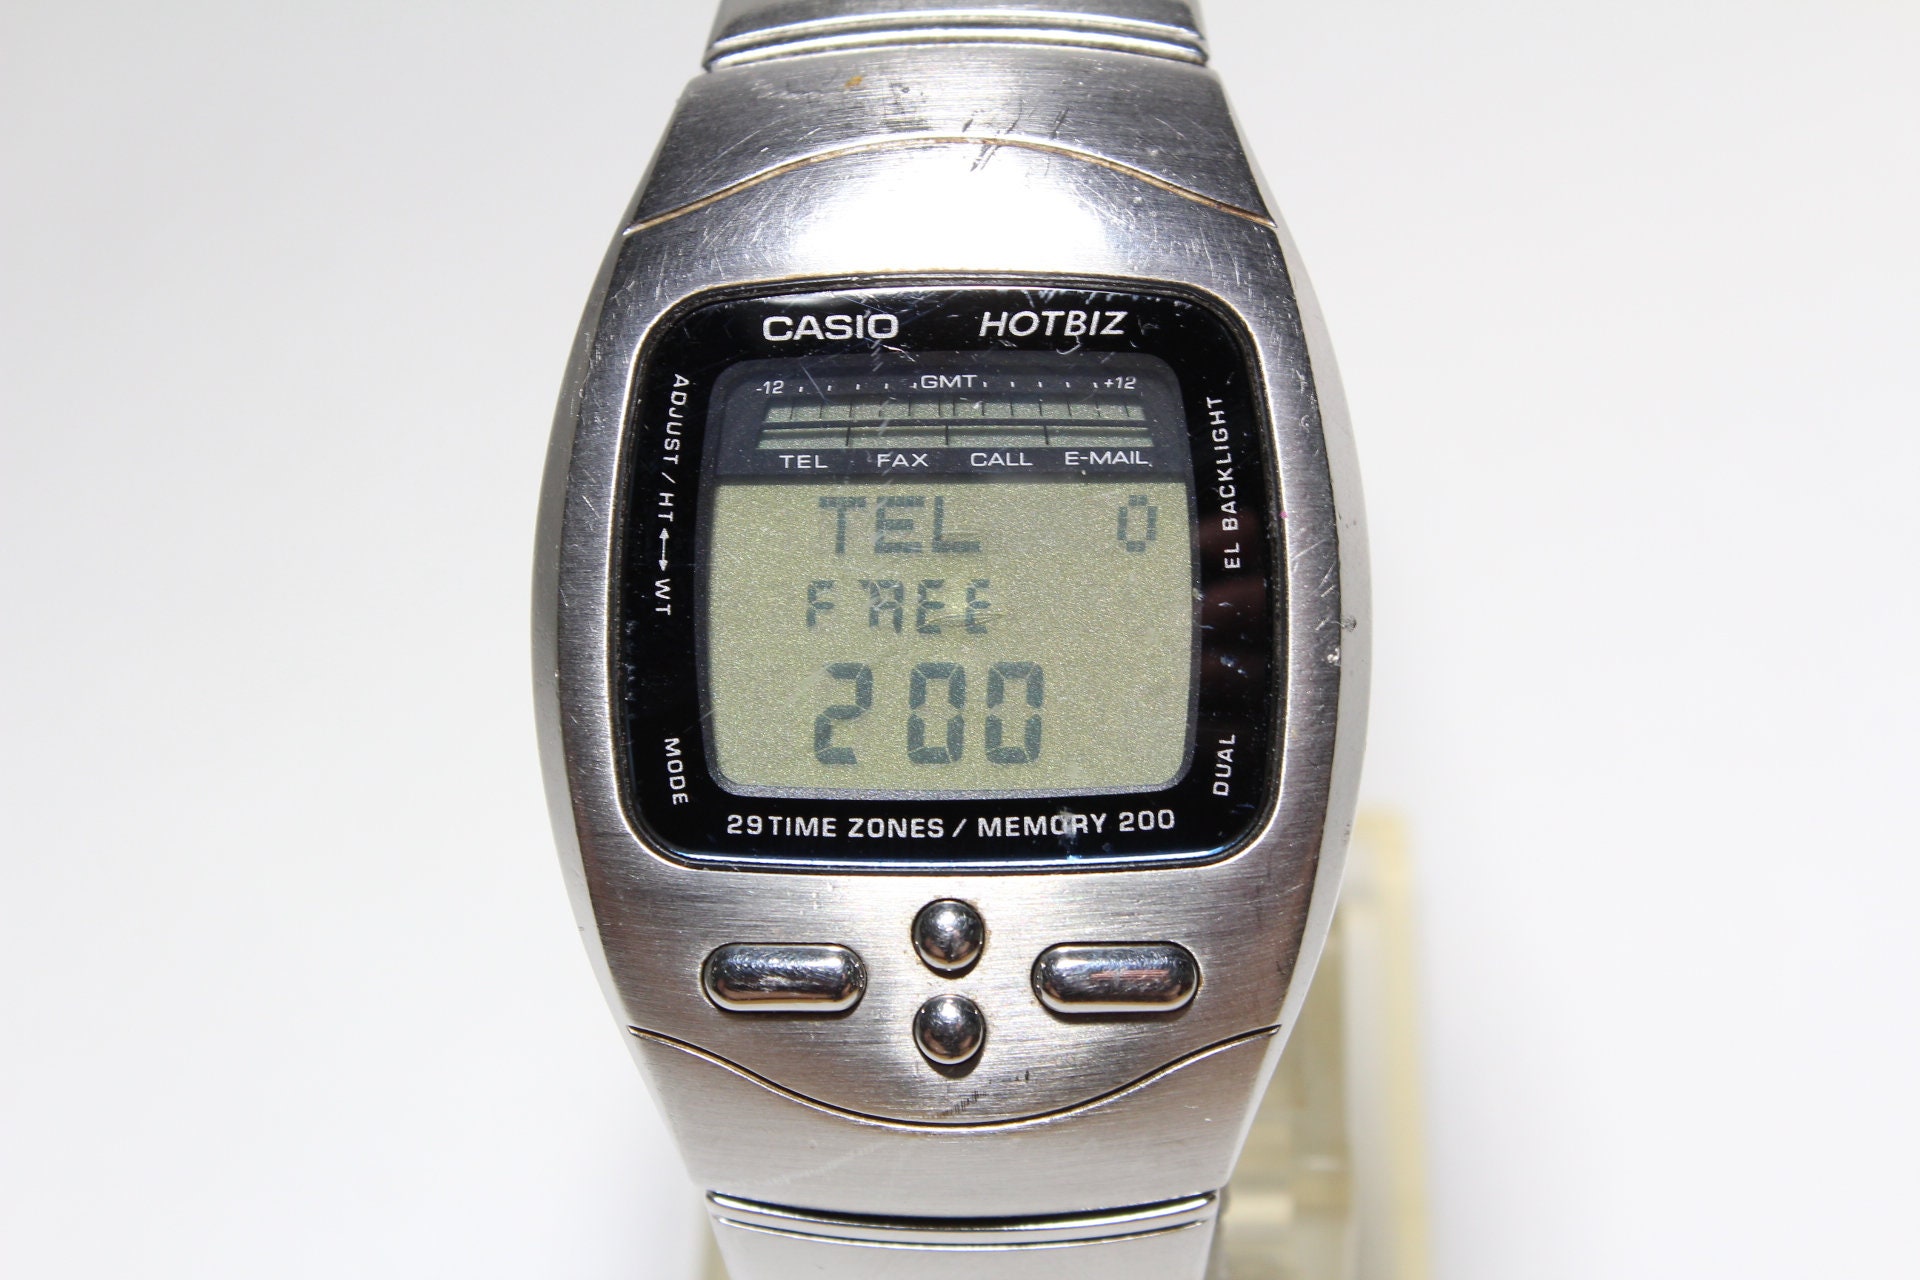 CASIO HOTBIZ
-12 GMT +12
TEL FAX CALL E-MAIL
TEL 0
FREE
200
ADJUST / HT ↔ WT
EL BACKLIGHT
MODE
DUAL
29 TIME ZONES / MEMORY 200